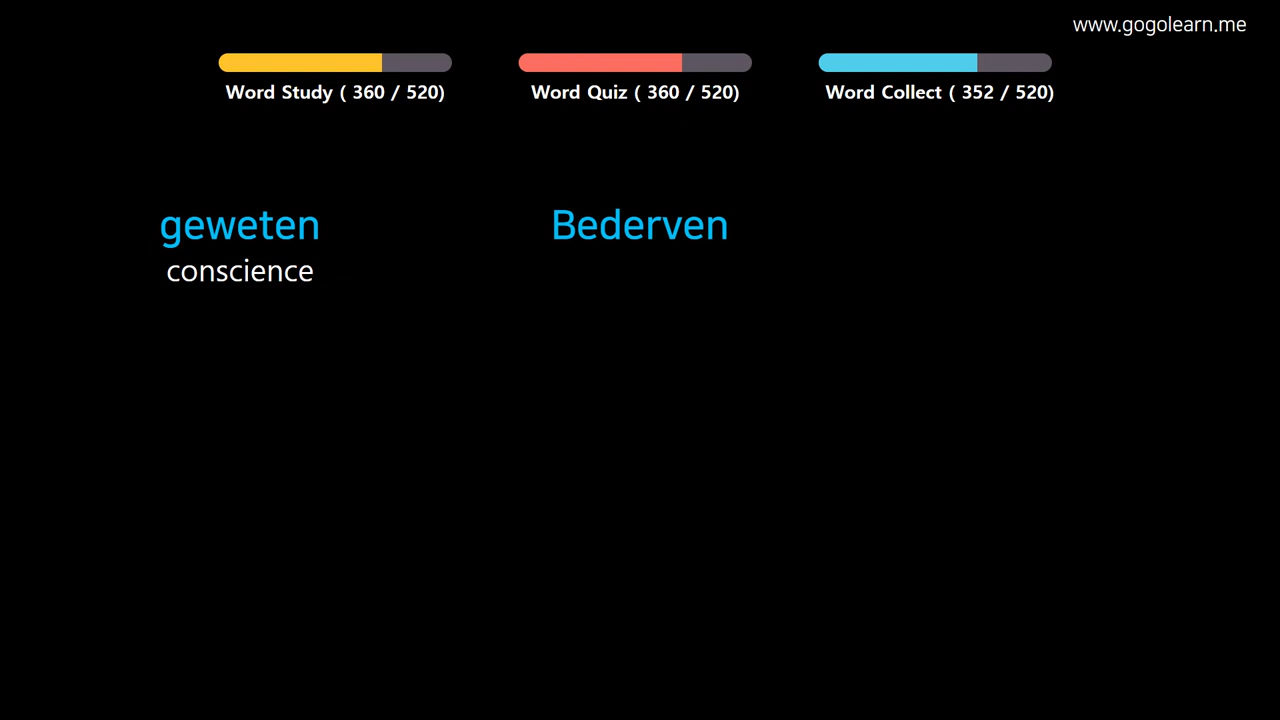 www.gogolearn.me
Word Study ( 360 / 520)
Word Quiz ( 360 / 520)
Word Collect ( 352 / 520)
geweten
conscience
Bederven